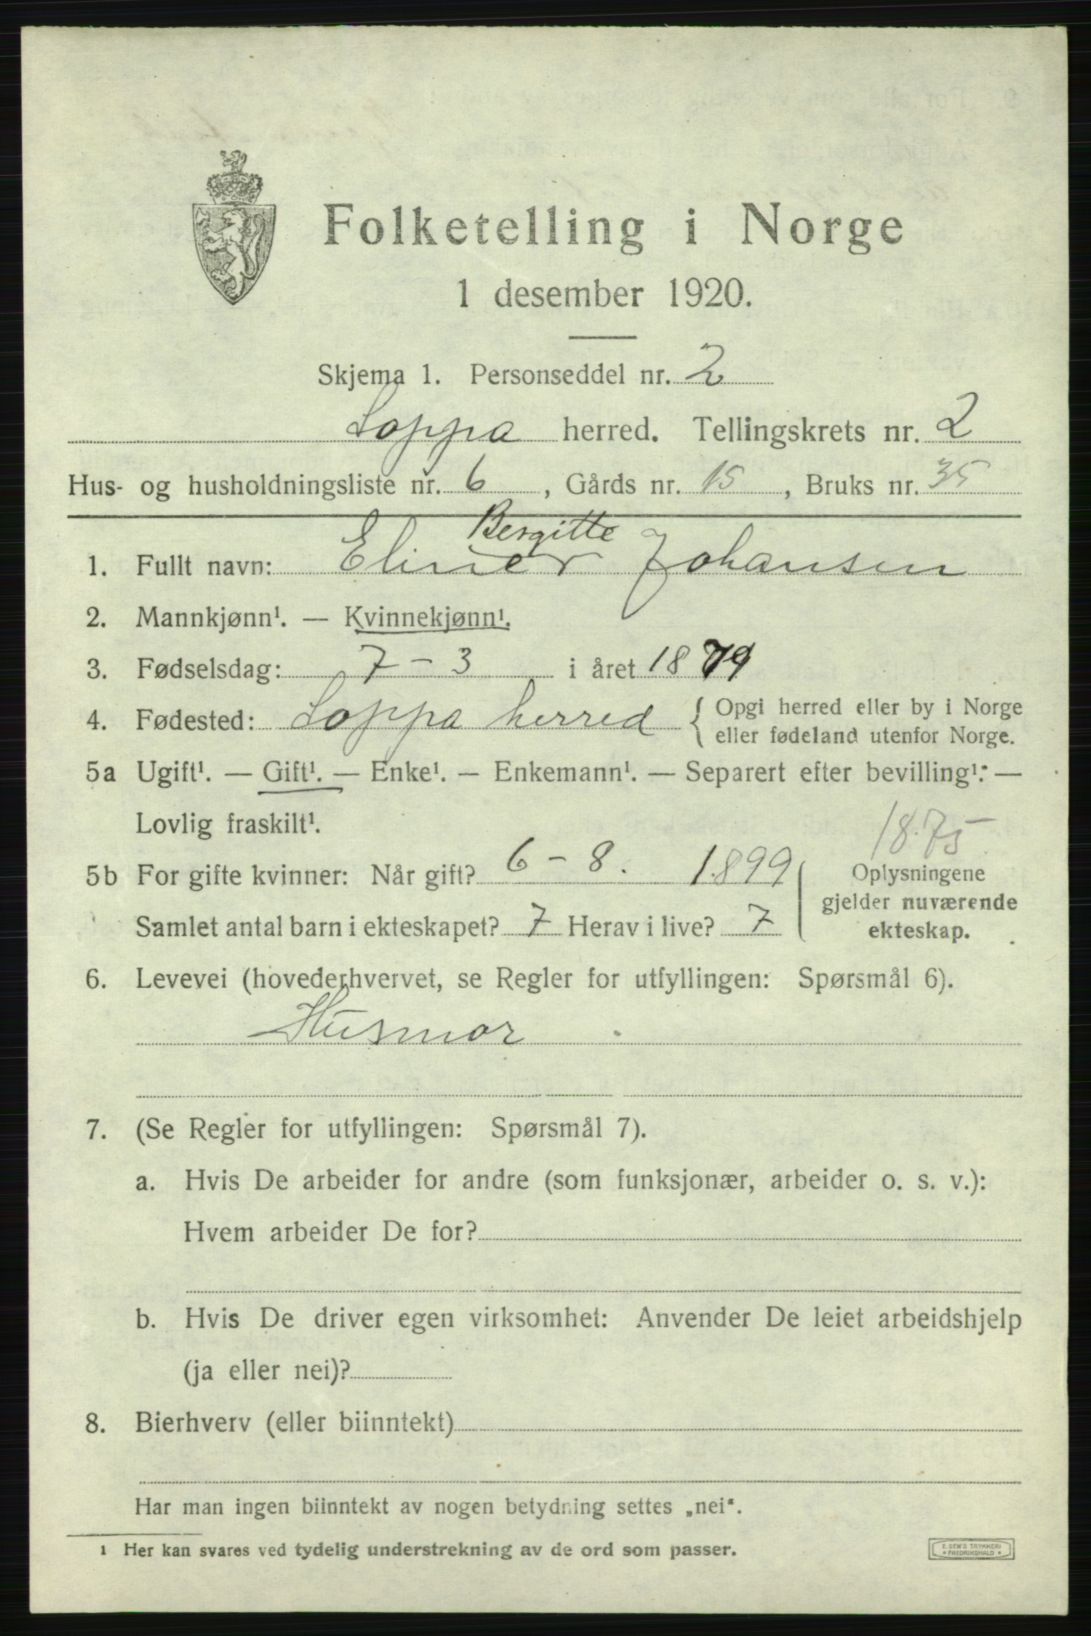 Folketelling i Norge
1 desember 1920.
Skjema 1. Personseddel nr. 2
Loppa herred. Tellingskrets nr. 2
Hus- og husholdningsliste nr. 6, Gårds nr. 15, Bruks nr. 35
Bergitte
1. Fullt navn: Eliner Johansen
2. Mannkjønn¹. — Kvinnekjønn¹.
3. Fødselsdag: 7 – 3 i året 1879
4. Fødested: Loppa herred { Opgi herred eller by i Norge
eller fødeland utenfor Norge.
5a Ugift¹. — Gift¹. — Enke¹. — Enkemann¹. — Separert efter bevilling¹. —
Lovlig fraskilt¹.
1875
5b For gifte kvinner: Når gift? 6 – 8. 1899
Samlet antal barn i ekteskapet? 7 Herav i live? 7
Oplysningene
gjelder nuværende
ekteskap.
6. Levevei (hovederhvervet, se Regler for utfyllingen: Spørsmål 6).
Husmor
7. (Se Regler for utfyllingen: Spørsmål 7).
a. Hvis De arbeider for andre (som funksjonær, arbeider o. s. v.):
Hvem arbeider De for?
b. Hvis De driver egen virksomhet: Anvender De leiet arbeidshjelp
(ja eller nei)?
8. Bierhverv (eller biinntekt)
Har man ingen biinntekt av nogen betydning settes „nei“.
¹ Her kan svares ved tydelig understrekning av de ord som passer.
E. SEM'S TRYKKERI
• FREDRIKSHALD •